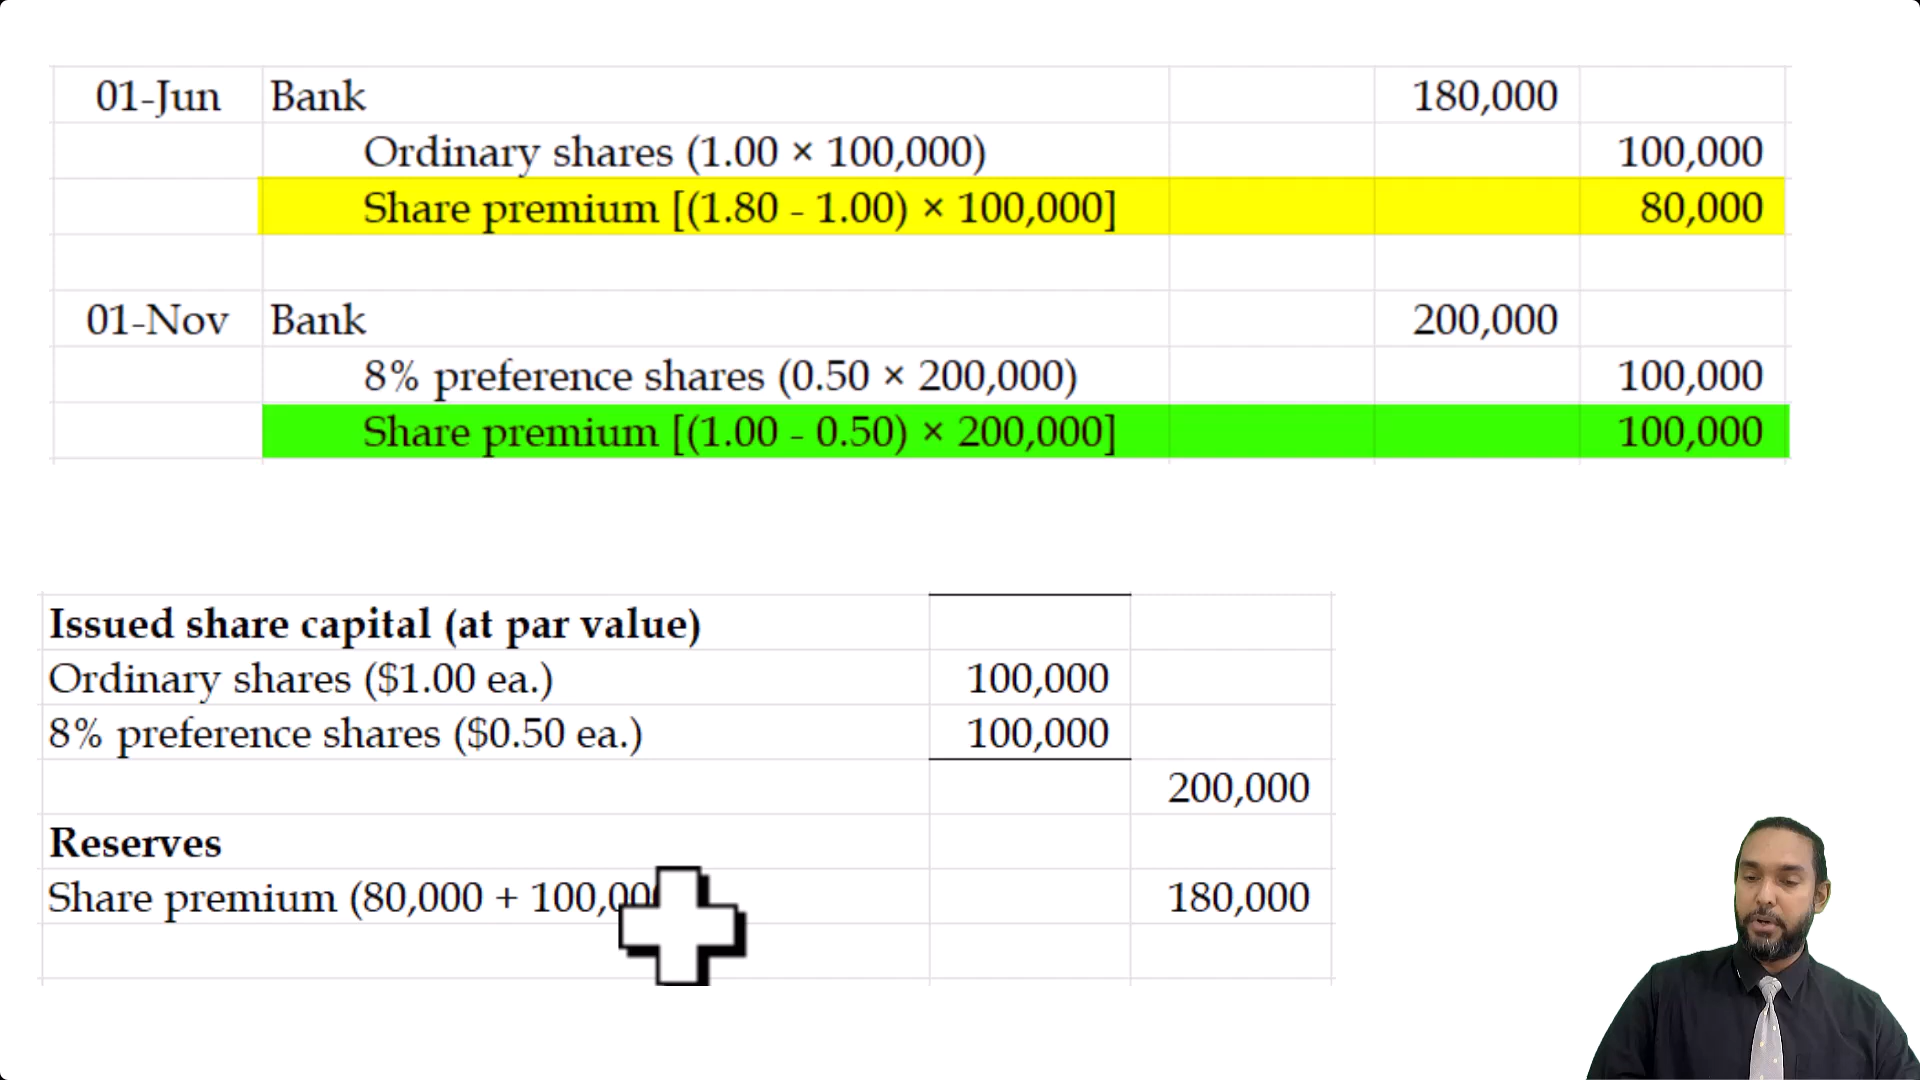 01-Jun Bank 180,000
Ordinary shares (1.00 × 100,000) 100,000
Share premium [(1.80 - 1.00) × 100,000] 80,000
01-Nov Bank 200,000
8% preference shares (0.50 × 200,000) 100,000
Share premium [(1.00 - 0.50) × 200,000] 100,000
Issued share capital (at par value)
Ordinary shares ($1.00 ea.) 100,000
8% preference shares ($0.50 ea.) 100,000
200,000
Reserves
Share premium (80,000 + 180,000